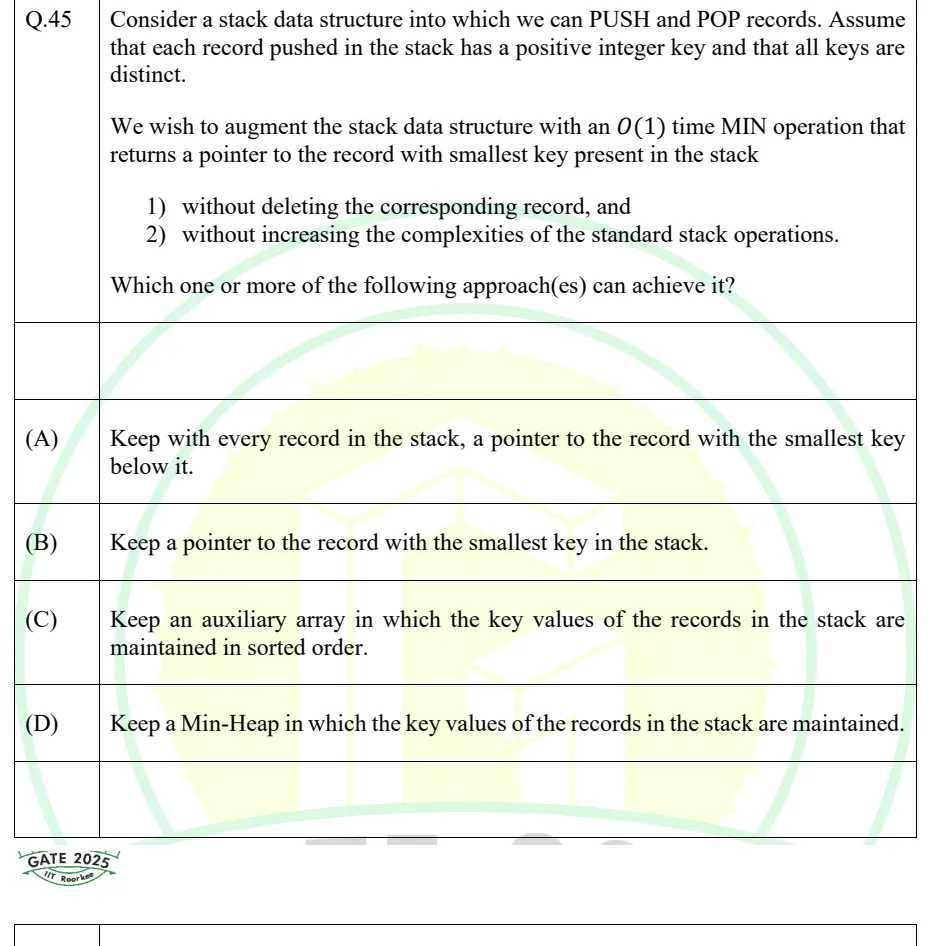 Q.45 Consider a stack data structure into which we can PUSH and POP records. Assume
that each record pushed in the stack has a positive integer key and that all keys are
distinct.
We wish to augment the stack data structure with an O(1) time MIN operation that
returns a pointer to the record with smallest key present in the stack
1) without deleting the corresponding record, and
2) without increasing the complexities of the standard stack operations.
Which one or more of the following approach(es) can achieve it?
(A) Keep with every record in the stack, a pointer to the record with the smallest key
below it.
(B) Keep a pointer to the record with the smallest key in the stack.
(C) Keep an auxiliary array in which the key values of the records in the stack are
maintained in sorted order.
(D) Keep a Min-Heap in which the key values of the records in the stack are maintained.
GATE 2025
IIT Roorkee